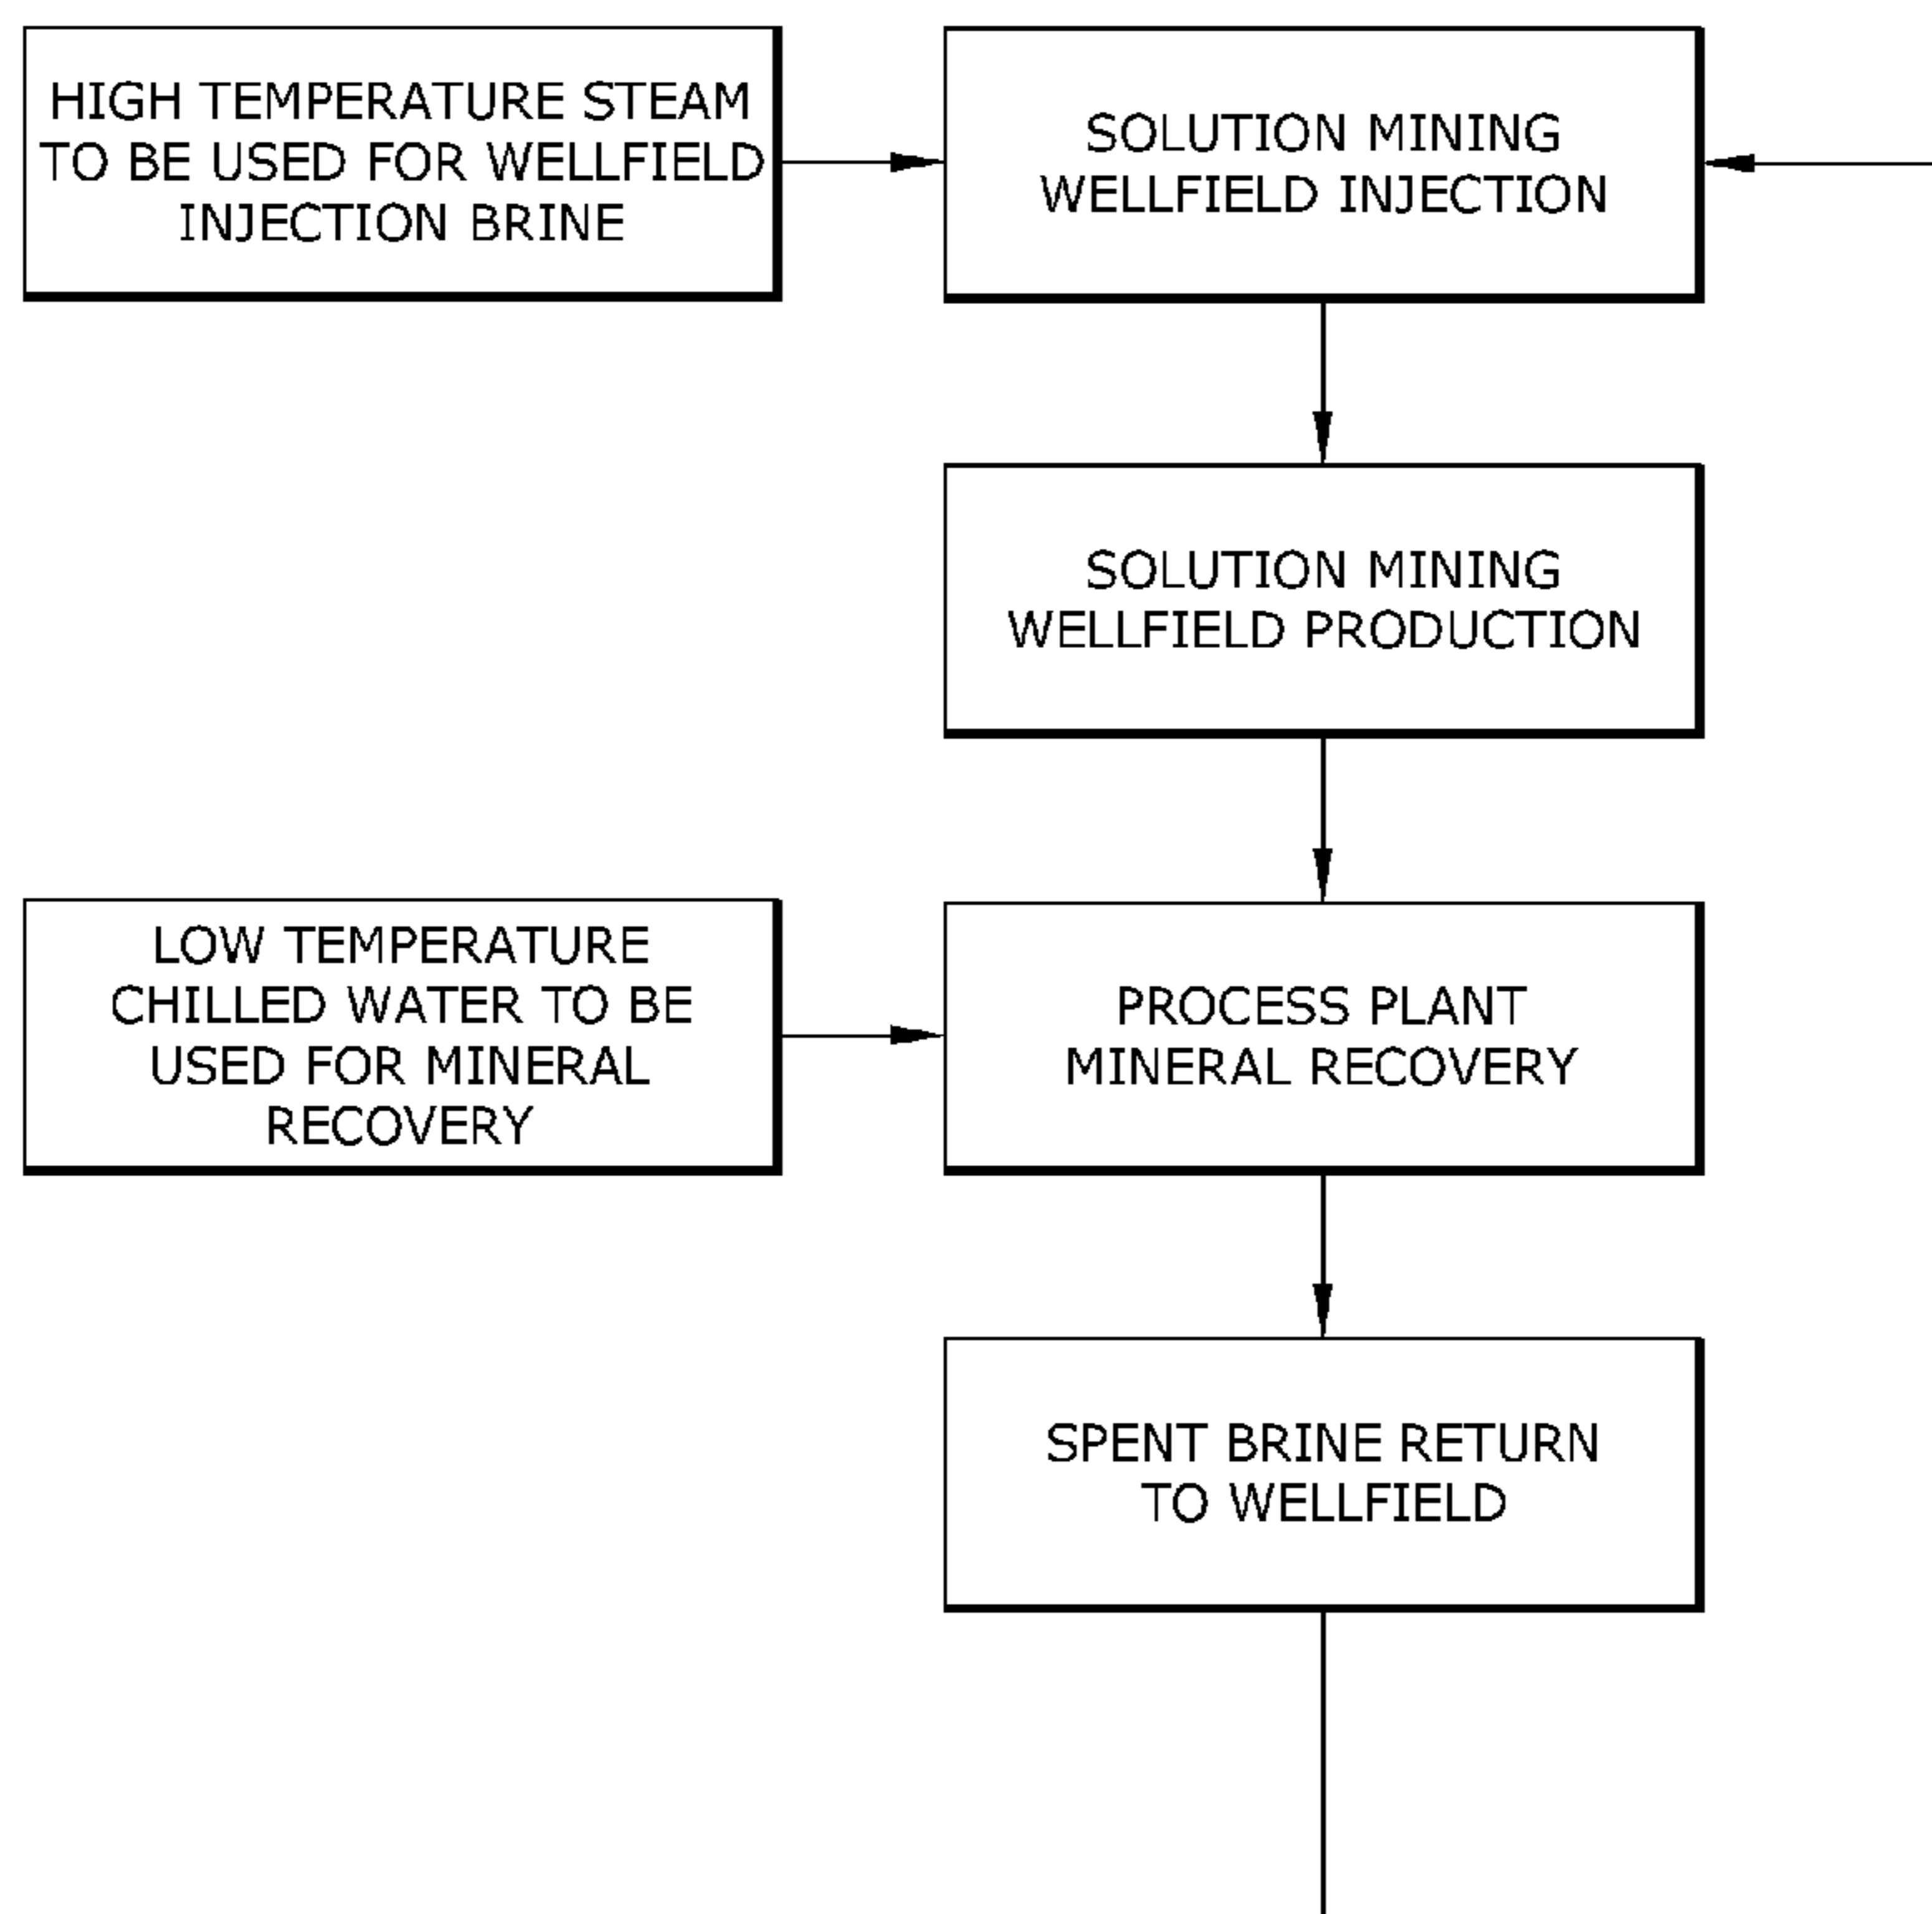 HIGH TEMPERATURE STEAM
TO BE USED FOR WELLFIELD
INJECTION BRINE
SOLUTION MINING
WELLFIELD INJECTION
SOLUTION MINING
WELLFIELD PRODUCTION
LOW TEMPERATURE
CHILLED WATER TO BE
USED FOR MINERAL
RECOVERY
PROCESS PLANT
MINERAL RECOVERY
SPENT BRINE RETURN
TO WELLFIELD